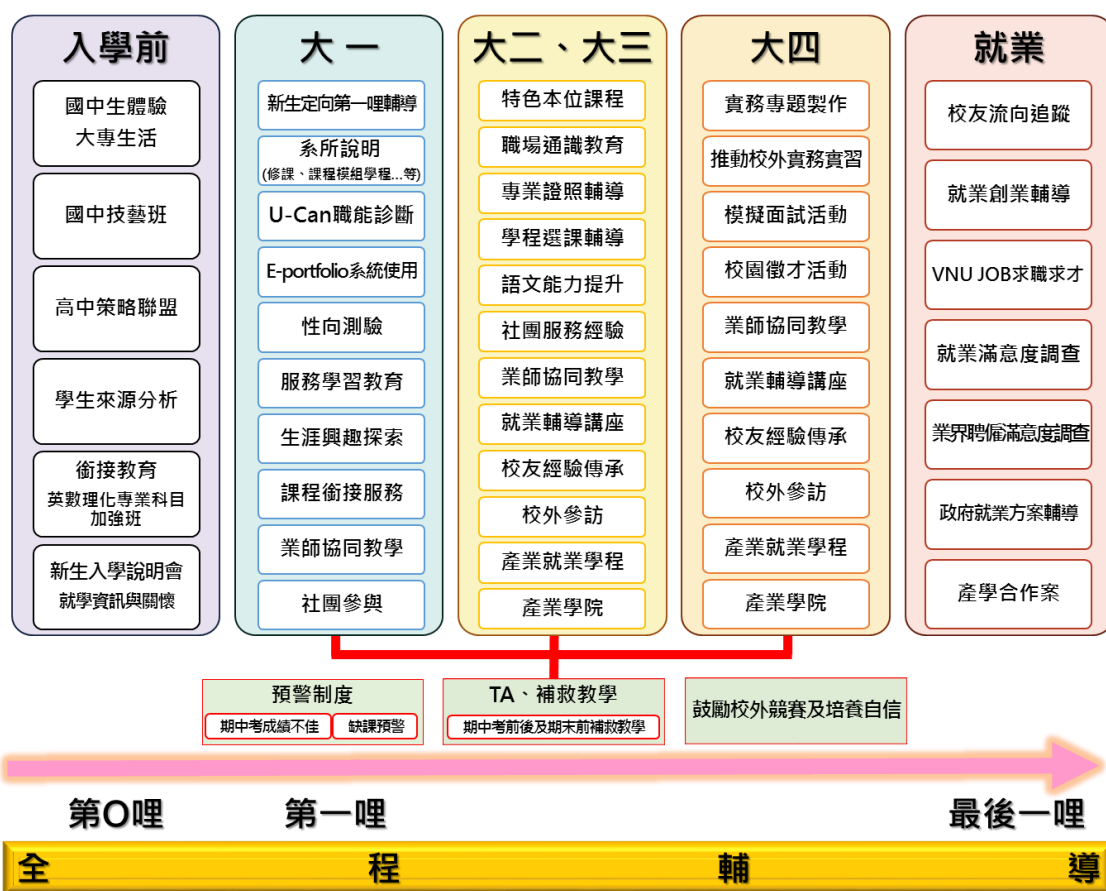 入學前
國中生體驗
大專生活
國中技藝班
高中策略聯盟
學生來源分析
銜接教育
英數理化専業科目
加強班
新生入學說明會
就學資訊與關懷
大一
新生定向第一哩輔導
系所說明
(修課、課程模組學程...等)
U-Can職能診斷
E-portfolio系統使用
性向測驗
服務學習教育
生涯興趣探索
課程銜接服務
業師協同教學
社團參與
大二、大三
特色本位課程
職場通識教育
專業證照輔導
學程選課輔導
語文能力提升
社團服務經驗
業師協同教學
就業輔導講座
校友經驗傳承
校外參訪
產業就業學程
產業學院
大四
實務專題製作
推動校外實務實習
模擬面試活動
校園徵才活動
業師協同教學
就業輔導講座
校友經驗傳承
校外參訪
產業就業學程
產業學院
就業
校友流向追蹤
就業創業輔導
VNU JOB求職求才
就業滿意度調查
業界聘僱滿意度調查
政府就業方案輔導
產學合作案
預警制度
期中考成績不佳 缺課預警
TA、補救教學
期中考前後及期末前補救教學
鼓勵校外競賽及培養自信
第O哩 第一哩 最後一哩
全程輔導